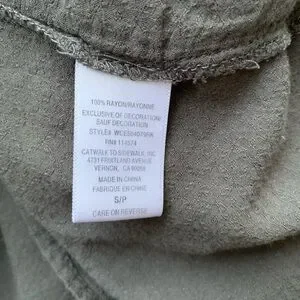 100% RAYON/RAYONNE
EXCLUSIVE OF DECORATION/
SAUF DECORATION
STYLE#
RN# 114574
CATWALK TO SIDEWALK, INC.
4731 FRUITLAND AVENUE
VERNON, CA 90058
MADE IN CHINA
FABRIQUE EN CHINE
S/P
CARE ON REVERSE